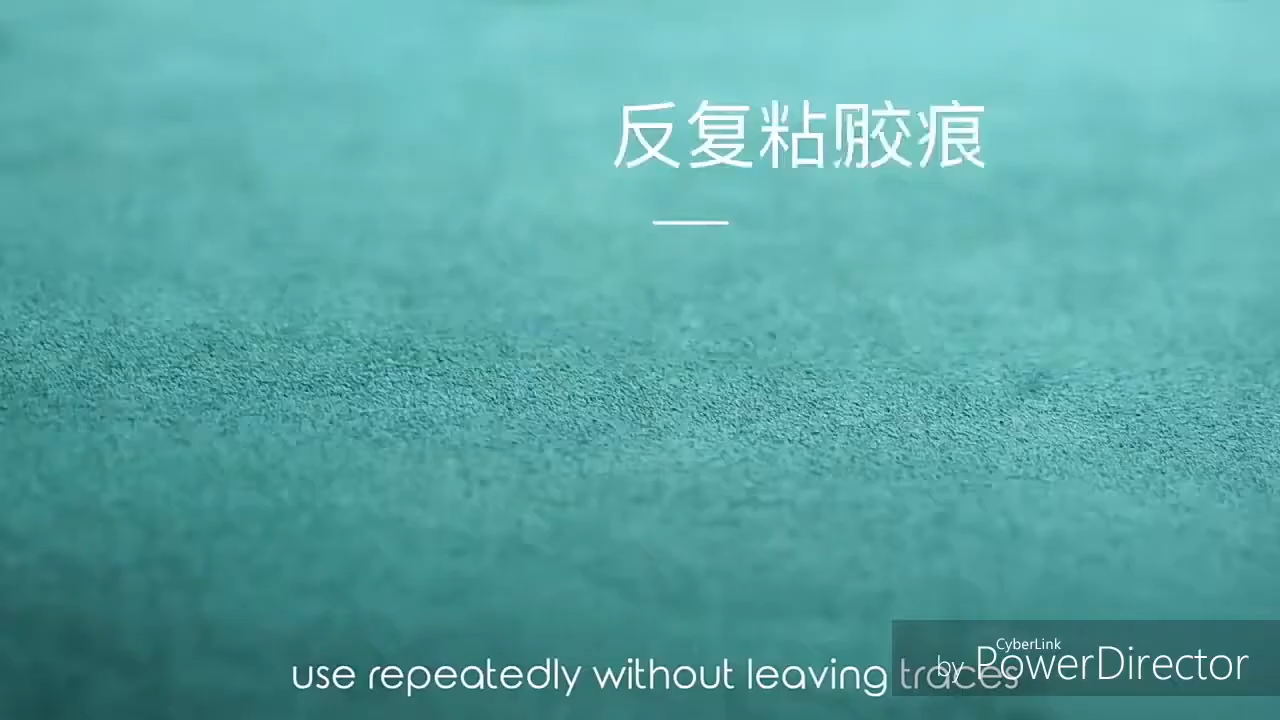 反复粘胶痕
use repeatedly without leaving traces
CyberLink
by PowerDirector